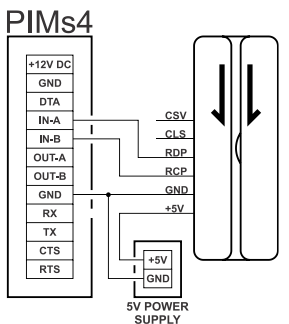 PIMs4
+12V DC
GND
DTA
IN-A
IN-B
OUT-A
OUT-B
GND
RX
TX
CTS
RTS
CSV
CLS
RDP
RCP
GND
+5V
+5V
GND
5V POWER
SUPPLY